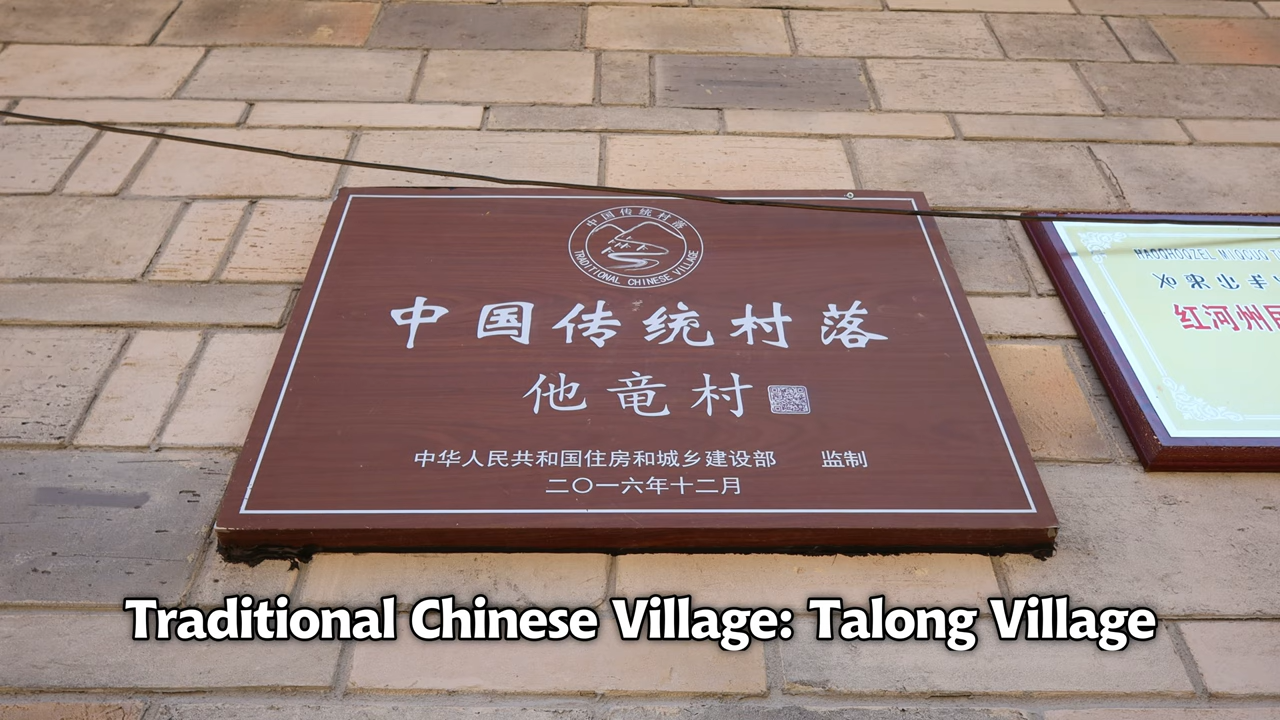 中国传统村落
TRADITIONAL CHINESE VILLAGE
中国传统村落
他竜村
中华人民共和国住房和城乡建设部 监制
二〇一六年十二月
红河州
Traditional Chinese Village: Talong Village